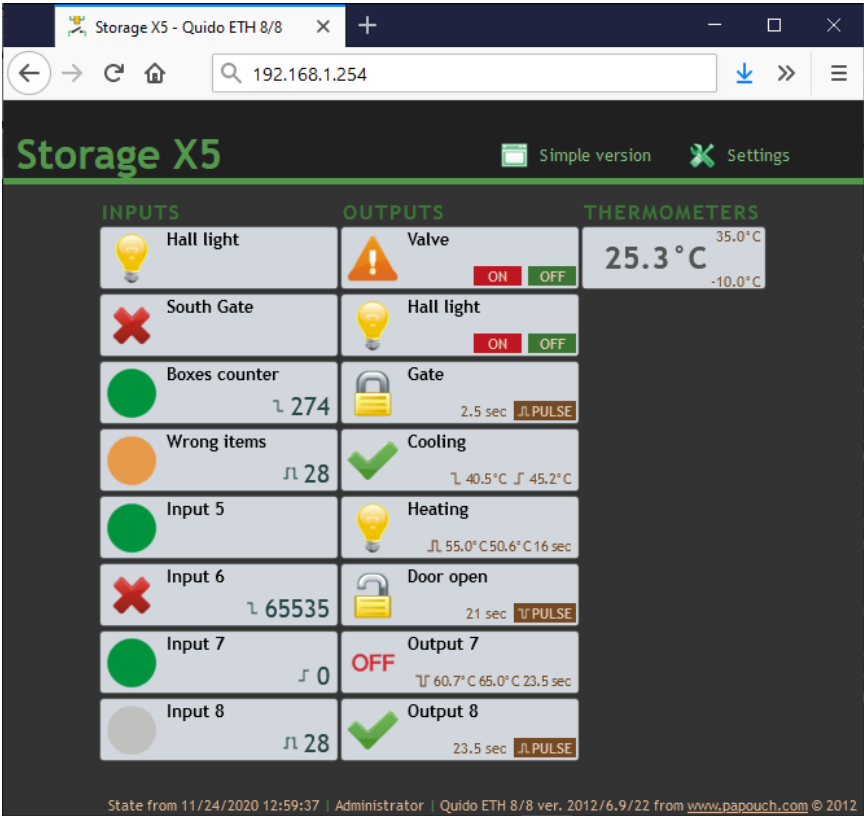 Storage X5 - Quido ETH 8/8
192.168.1.254
Storage X5
Simple version
Settings
INPUTS
Hall light
South Gate
Boxes counter
274
Wrong items
28
Input 5
Input 6
65535
Input 7
0
Input 8
28
OUTPUTS
Valve
ON OFF
Hall light
ON OFF
Gate
2.5 sec PULSE
Cooling
40.5°C 45.2°C
Heating
55.0°C 50.6°C 16 sec
Door open
21 sec PULSE
Output 7
OFF
60.7°C 65.0°C 23.5 sec
Output 8
23.5 sec PULSE
THERMOMETERS
35.0°C
25.3°C
-10.0°C
State from 11/24/2020 12:59:37 | Administrator | Quido ETH 8/8 ver. 2012/6.9/22 from www.papouch.com © 2012